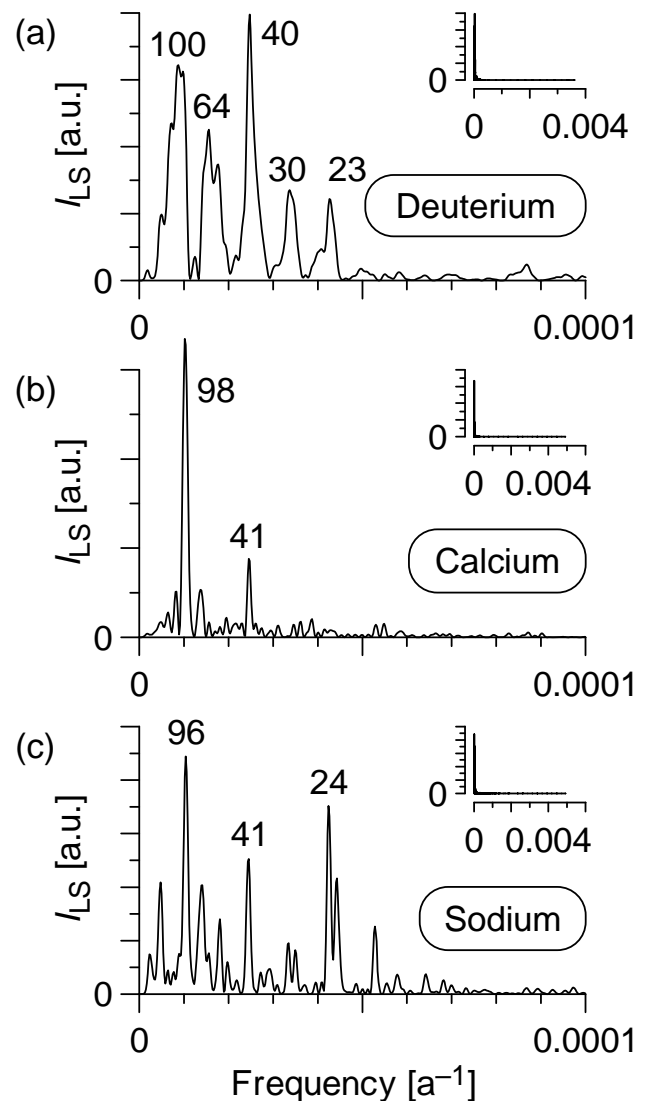 (a)
I_LS [a.u.]
100
64
40
30
23
0
0
0.004
Deuterium
0
0
0.0001
(b)
I_LS [a.u.]
98
41
0
0
0.004
Calcium
0
0
0.0001
(c)
I_LS [a.u.]
96
41
24
0
0
0.004
Sodium
0
0
0.0001
Frequency [a⁻¹]